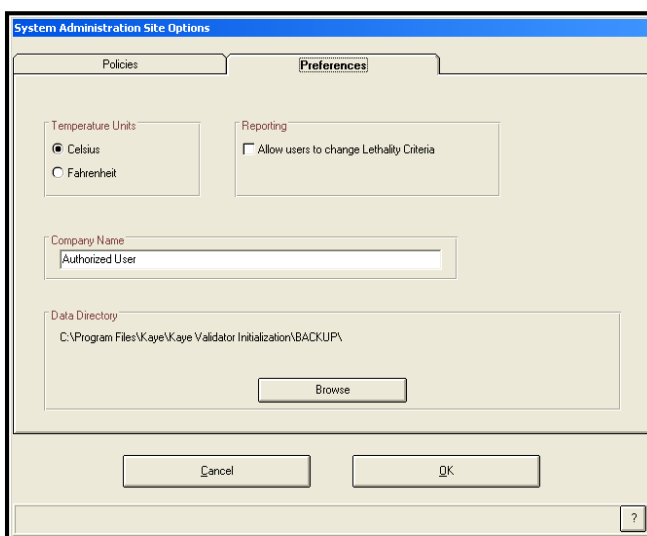 System Administration Site Options
Policies
Preferences
Temperature Units
Reporting
Celsius
Allow users to change Lethality Criteria
Fahrenheit
Company Name
Authorized User
Data Directory
C:\Program Files\Kaye\Kaye Validator Initialization\BACKUP\
Browse
Cancel
OK
?